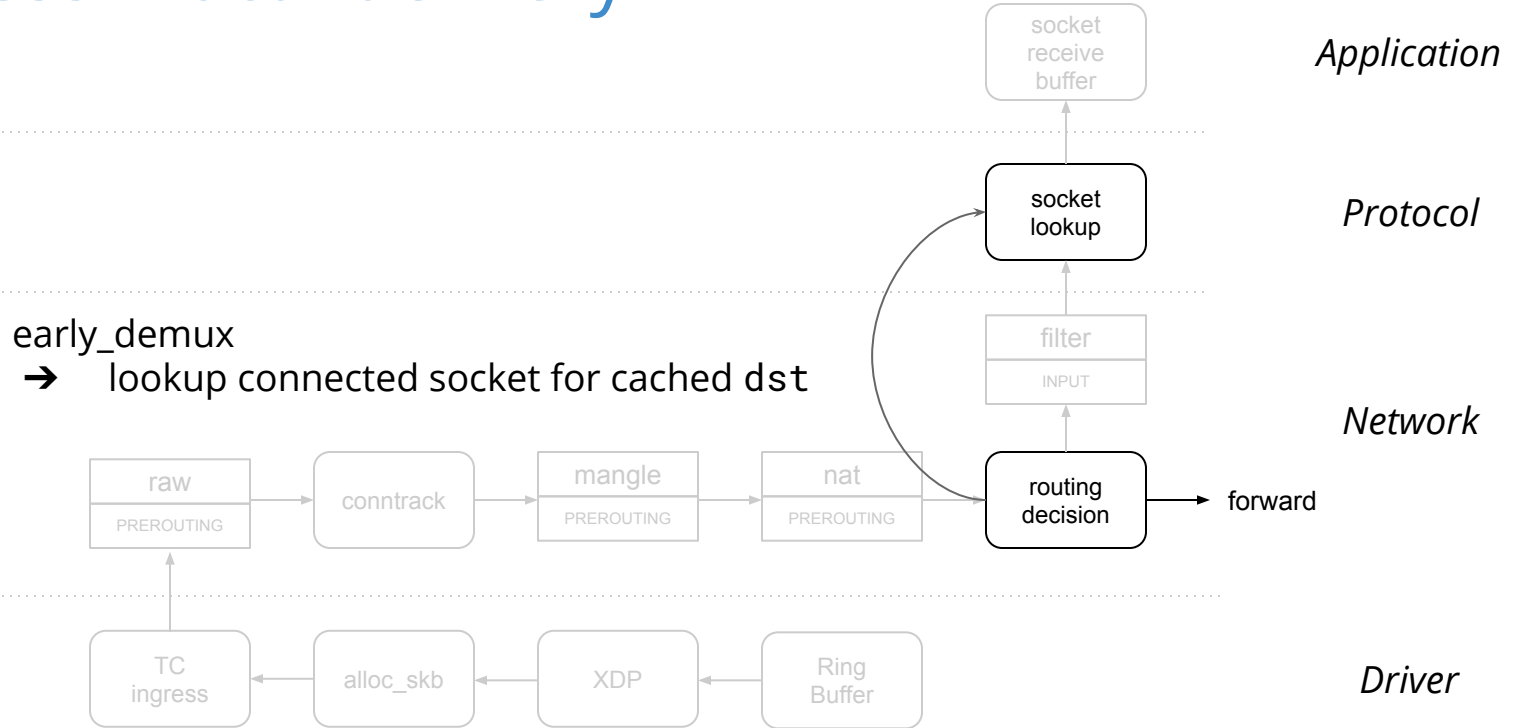 socket
receive
buffer
Application
socket
lookup
Protocol
early_demux
➔ lookup connected socket for cached dst
filter
INPUT
Network
raw
PREROUTING
conntrack
mangle
PREROUTING
nat
PREROUTING
routing
decision
forward
TC
ingress
alloc_skb
XDP
Ring
Buffer
Driver